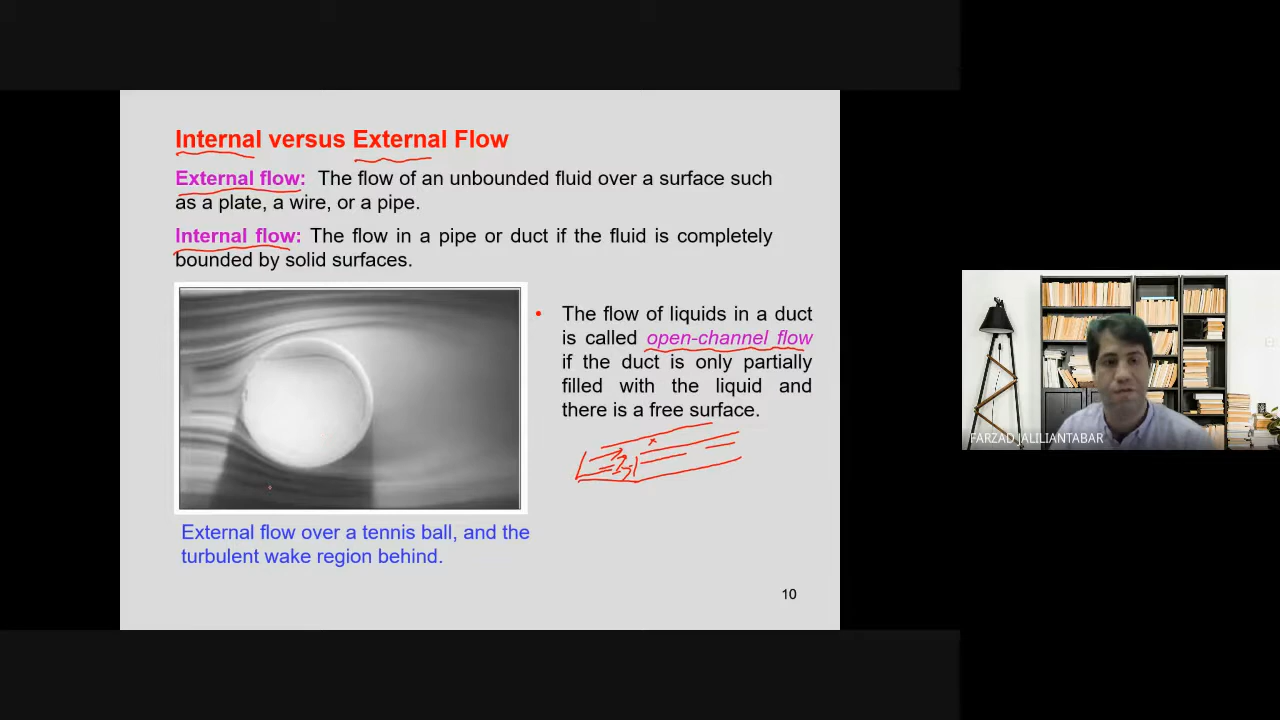 Internal versus External Flow
External flow: The flow of an unbounded fluid over a surface such
as a plate, a wire, or a pipe.
Internal flow: The flow in a pipe or duct if the fluid is completely
bounded by solid surfaces.
• The flow of liquids in a duct
is called open-channel flow
if the duct is only partially
filled with the liquid and
there is a free surface.
External flow over a tennis ball, and the
turbulent wake region behind.
10
FARZAD JALILIANTABAR